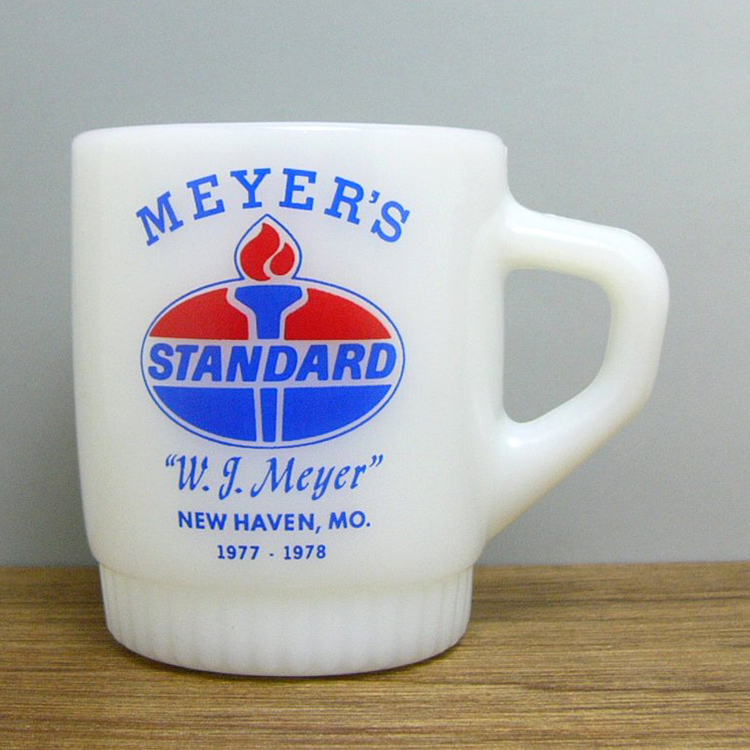 MEYER'S
STANDARD
"W. J. Meyer"
NEW HAVEN, MO.
1977 - 1978